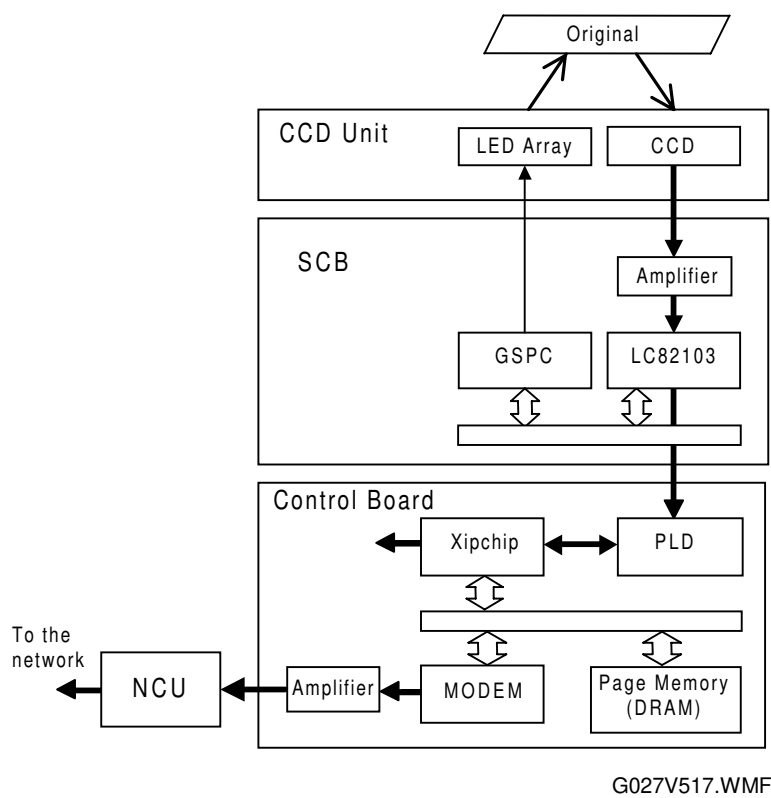 Original
CCD Unit
LED Array
CCD
SCB
Amplifier
GSPC
LC82103
Control Board
Xipchip
PLD
To the
network
NCU
Amplifier
MODEM
Page Memory
(DRAM)
G027V517.WMF